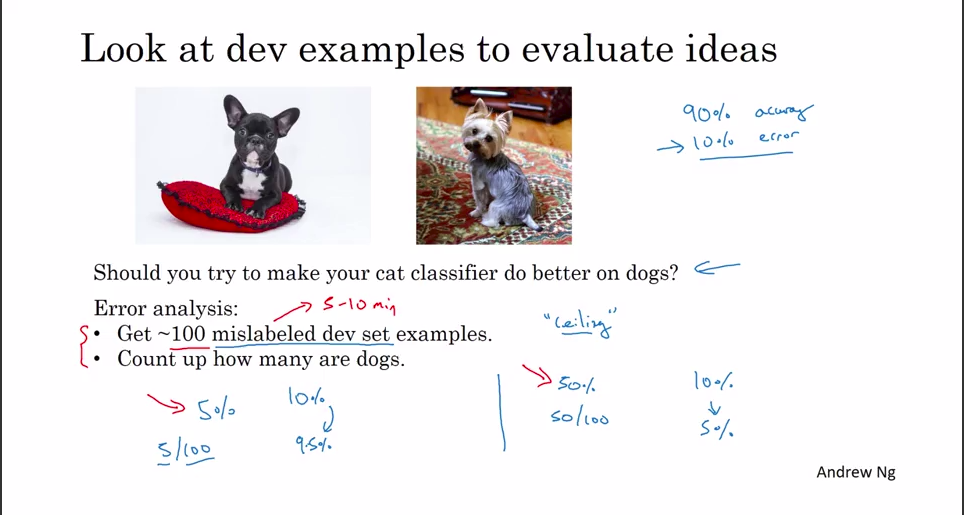 Look at dev examples to evaluate ideas
90% accuracy
→ 10% error
Should you try to make your cat classifier do better on dogs?
Error analysis:
→ 5-10 min
• Get ~100 mislabeled dev set examples.
"ceiling"
• Count up how many are dogs.
5% 10%
5/100 9.5%
50% 10%
50/100 5%
Andrew Ng